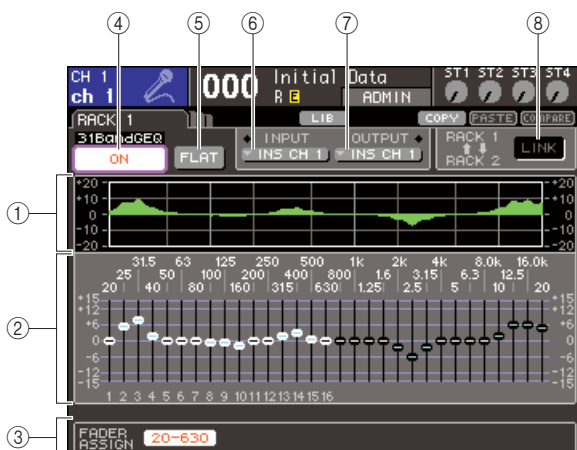 ④ ⑤ ⑥ ⑦ ⑧
CH 1
ch 1
000 Initial Data
R E ADMIN
ST1 ST2 ST3 ST4
RACK 1
LIB COPY PASTE COMPARE
31BandGEQ
ON
FLAT
INPUT
INS CH 1
OUTPUT
INS CH 1
RACK 1
RACK 2
LINK
①
+20 +20
+10 +10
0 0
-10 -10
-20 -20
②
31.5 63 125 250 500 1k 2k 4k 8.0k 16.0k
25 50 100 200 400 800 1.6 3.15 6.3 12.5
20 40 80 160 315 630 1.25 2.5 5 10 20
+15 +15
+12 +12
+6 +6
0 0
-6 -6
-12 -12
-15 -15
1 2 3 4 5 6 7 8 9 10 11 12 13 14 15 16
③
FADER
ASSIGN
20-630